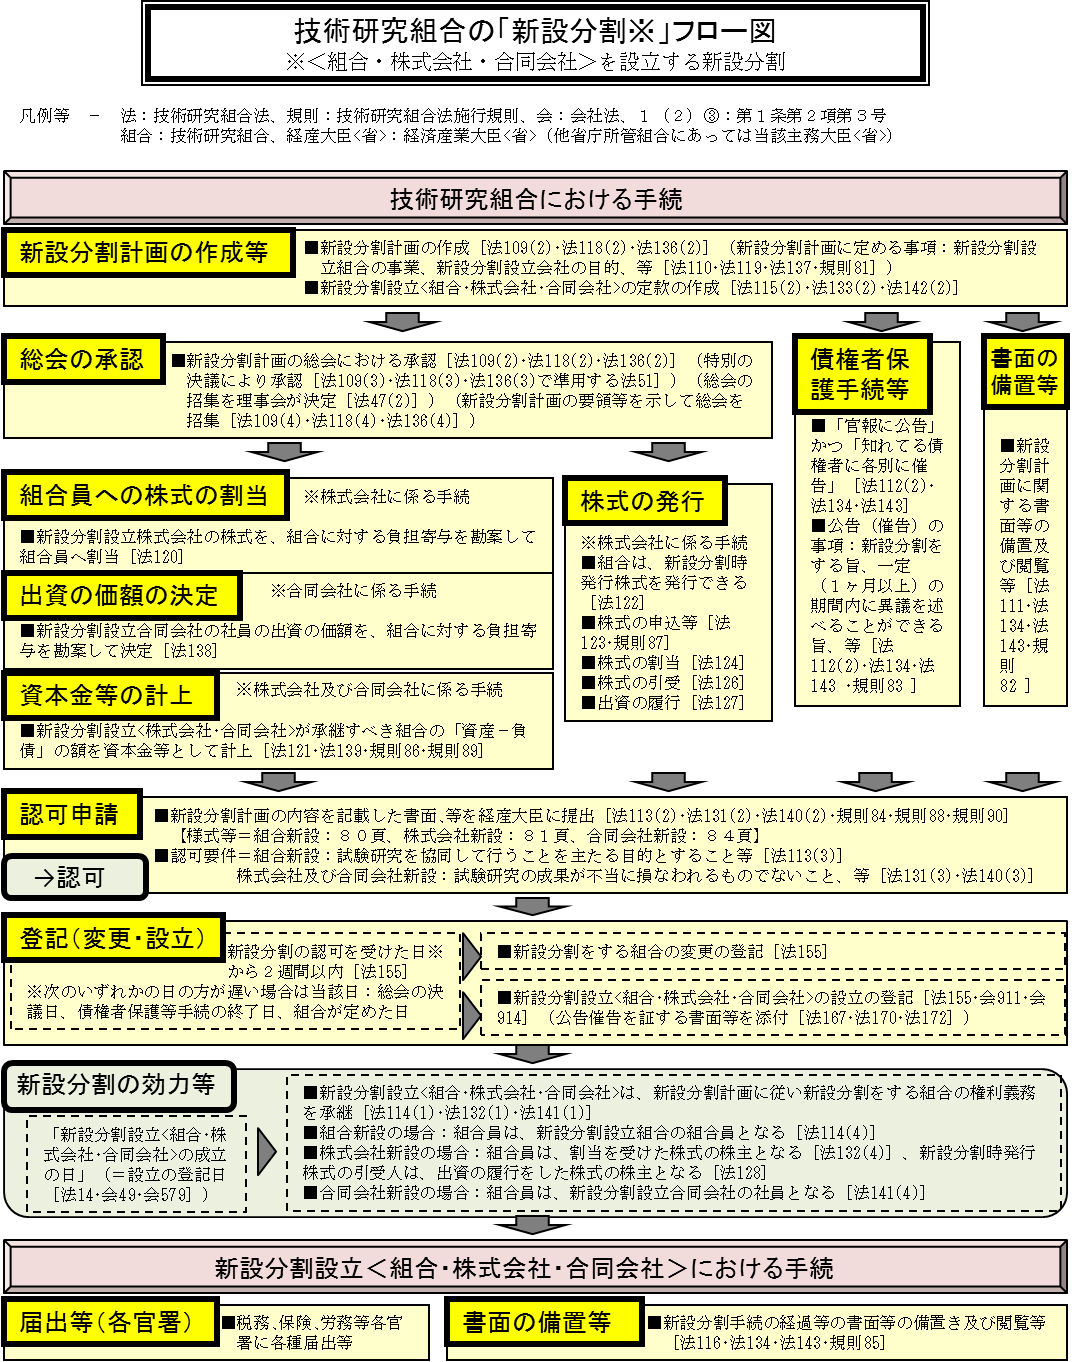 技術研究組合の「新設分割※」フロー図
※＜組合・株式会社・合同会社＞を設立する新設分割
凡例等　－　法：技術研究組合法、規則：技術研究組合法施行規則、会：会社法、１（２）③：第１条第２項第３号
組合：技術研究組合、経産大臣<省>：経済産業大臣<省>（他省庁所管組合にあっては当該主務大臣<省>）
技術研究組合における手続
新設分割計画の作成等
■新設分割計画の作成［法109(2)・法118(2)・法136(2)］（新設分割計画に定める事項：新設分割設
立組合の事業、新設分割設立会社の目的、等［法110・法119・法137・規則81］）
■新設分割設立<組合・株式会社・合同会社>の定款の作成［法115(2)・法133(2)・法142(2)］
総会の承認
■新設分割計画の総会における承認［法109(2)・法118(2)・法136(2)］（特別の
決議により承認［法109(3)・法118(3)・法136(3)で準用する法51］）（総会の
招集を理事会が決定［法47(2)］）（新設分割計画の要領等を示して総会を
招集［法109(4)・法118(4)・法136(4)］）
債権者保
護手続等
■「官報に公告」
かつ「知れてる債
権者に各別に催
告」［法112(2)・
法134・法143］
■公告（催告）の
事項：新設分割を
する旨、一定
（１ヶ月以上）の
期間内に異議を述
べることができる
旨、等［法
112(2)・法134・法
143 ・規則83 ］
書面の
備置等
■新設
分割計
画に関
する書
面等の
備置及
び閲覧
等［法
111・法
134・法
143・規
則
82 ］
組合員への株式の割当
※株式会社に係る手続
■新設分割設立株式会社の株式を、組合に対する負担寄与を勘案して
組合員へ割当［法120］
出資の価額の決定
※合同会社に係る手続
■新設分割設立合同会社の社員の出資の価額を、組合に対する負担寄
与を勘案して決定［法138］
資本金等の計上
※株式会社及び合同会社に係る手続
■新設分割設立<株式会社・合同会社>が承継すべき組合の「資産－負
債」の額を資本金等として計上［法121・法139・規則86・規則89］
株式の発行
※株式会社に係る手続
■組合は、新設分割時
発行株式を発行できる
［法122］
■株式の申込等［法
123・規則87］
■株式の割当［法124］
■株式の引受［法126］
■出資の履行［法127］
認可申請
■新設分割計画の内容を記載した書面、等を経産大臣に提出［法113(2)・法131(2)・法140(2)・規則84・規則88・規則90］
【様式等＝組合新設：８０頁、株式会社新設：８１頁、合同会社新設：８４頁】
→認可
■認可要件＝組合新設：試験研究を協同して行うことを主たる目的とすること等［法113(3)］
株式会社及び合同会社新設：試験研究の成果が不当に損なわれるものでないこと、等［法131(3)・法140(3)］
登記（変更・設立）
新設分割の認可を受けた日※
から２週間以内［法155］
※次のいずれかの日の方が遅い場合は当該日：総会の決
議日、債権者保護等手続の終了日、組合が定めた日
■新設分割をする組合の変更の登記［法155］
■新設分割設立<組合・株式会社・合同会社>の設立の登記［法155・会911・会
914］（公告催告を証する書面等を添付［法167・法170・法172］）
新設分割の効力等
「新設分割設立<組合・株
式会社・合同会社>の成立
の日」（＝設立の登記日
［法14・会49・会579］）
■新設分割設立<組合・株式会社・合同会社>は、新設分割計画に従い新設分割をする組合の権利義務
を承継［法114(1)・法132(1)・法141(1)］
■組合新設の場合：組合員は、新設分割設立組合の組合員となる［法114(4)］
■株式会社新設の場合：組合員は、割当を受けた株式の株主となる［法132(4)］、新設分割時発行
株式の引受人は、出資の履行をした株式の株主となる［法128］
■合同会社新設の場合：組合員は、新設分割設立合同会社の社員となる［法141(4)］
新設分割設立＜組合・株式会社・合同会社＞における手続
届出等（各官署）
■税務、保険、労務等各官
署に各種届出等
書面の備置等
■新設分割手続の経過等の書面等の備置き及び閲覧等
［法116・法134・法143・規則85］